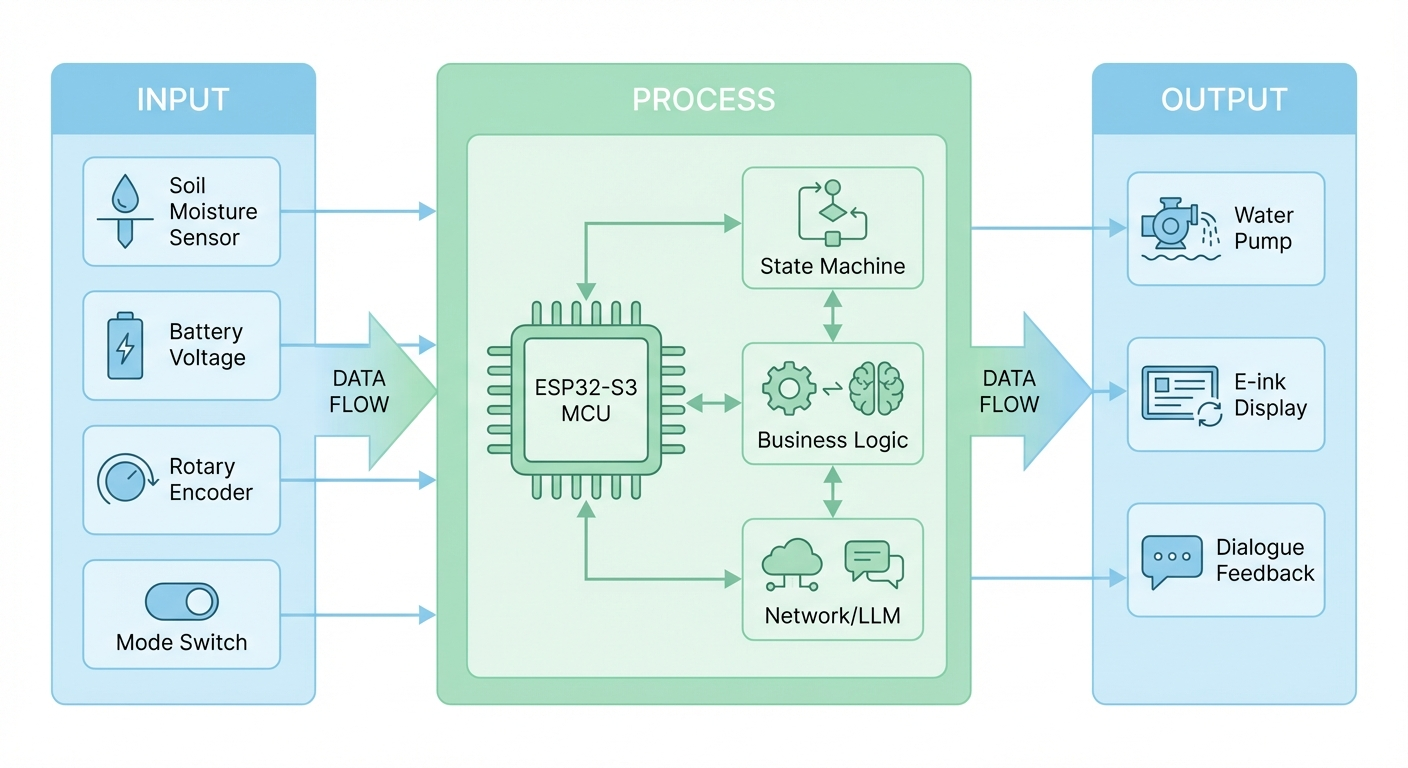 INPUT
Soil
Moisture
Sensor
Battery
Voltage
Rotary
Encoder
Mode Switch
DATA
FLOW
PROCESS
ESP32-S3
MCU
State Machine
Business Logic
Network/LLM
DATA
FLOW
OUTPUT
Water
Pump
E-ink
Display
Dialogue
Feedback